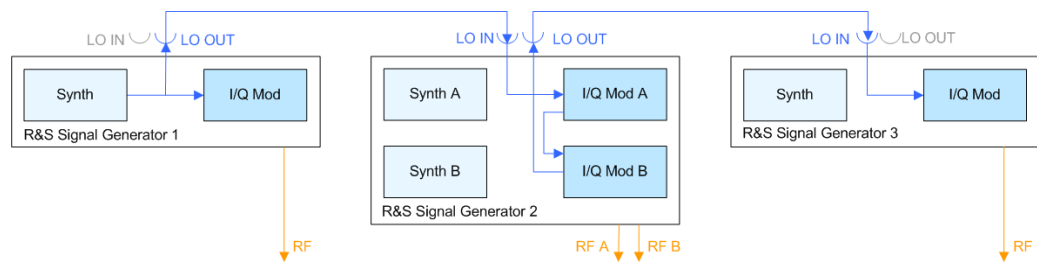 LO IN LO OUT
Synth
I/Q Mod
R&S Signal Generator 1
RF
LO IN LO OUT
Synth A
I/Q Mod A
Synth B
I/Q Mod B
R&S Signal Generator 2
RF A RF B
LO IN LO OUT
Synth
I/Q Mod
R&S Signal Generator 3
RF